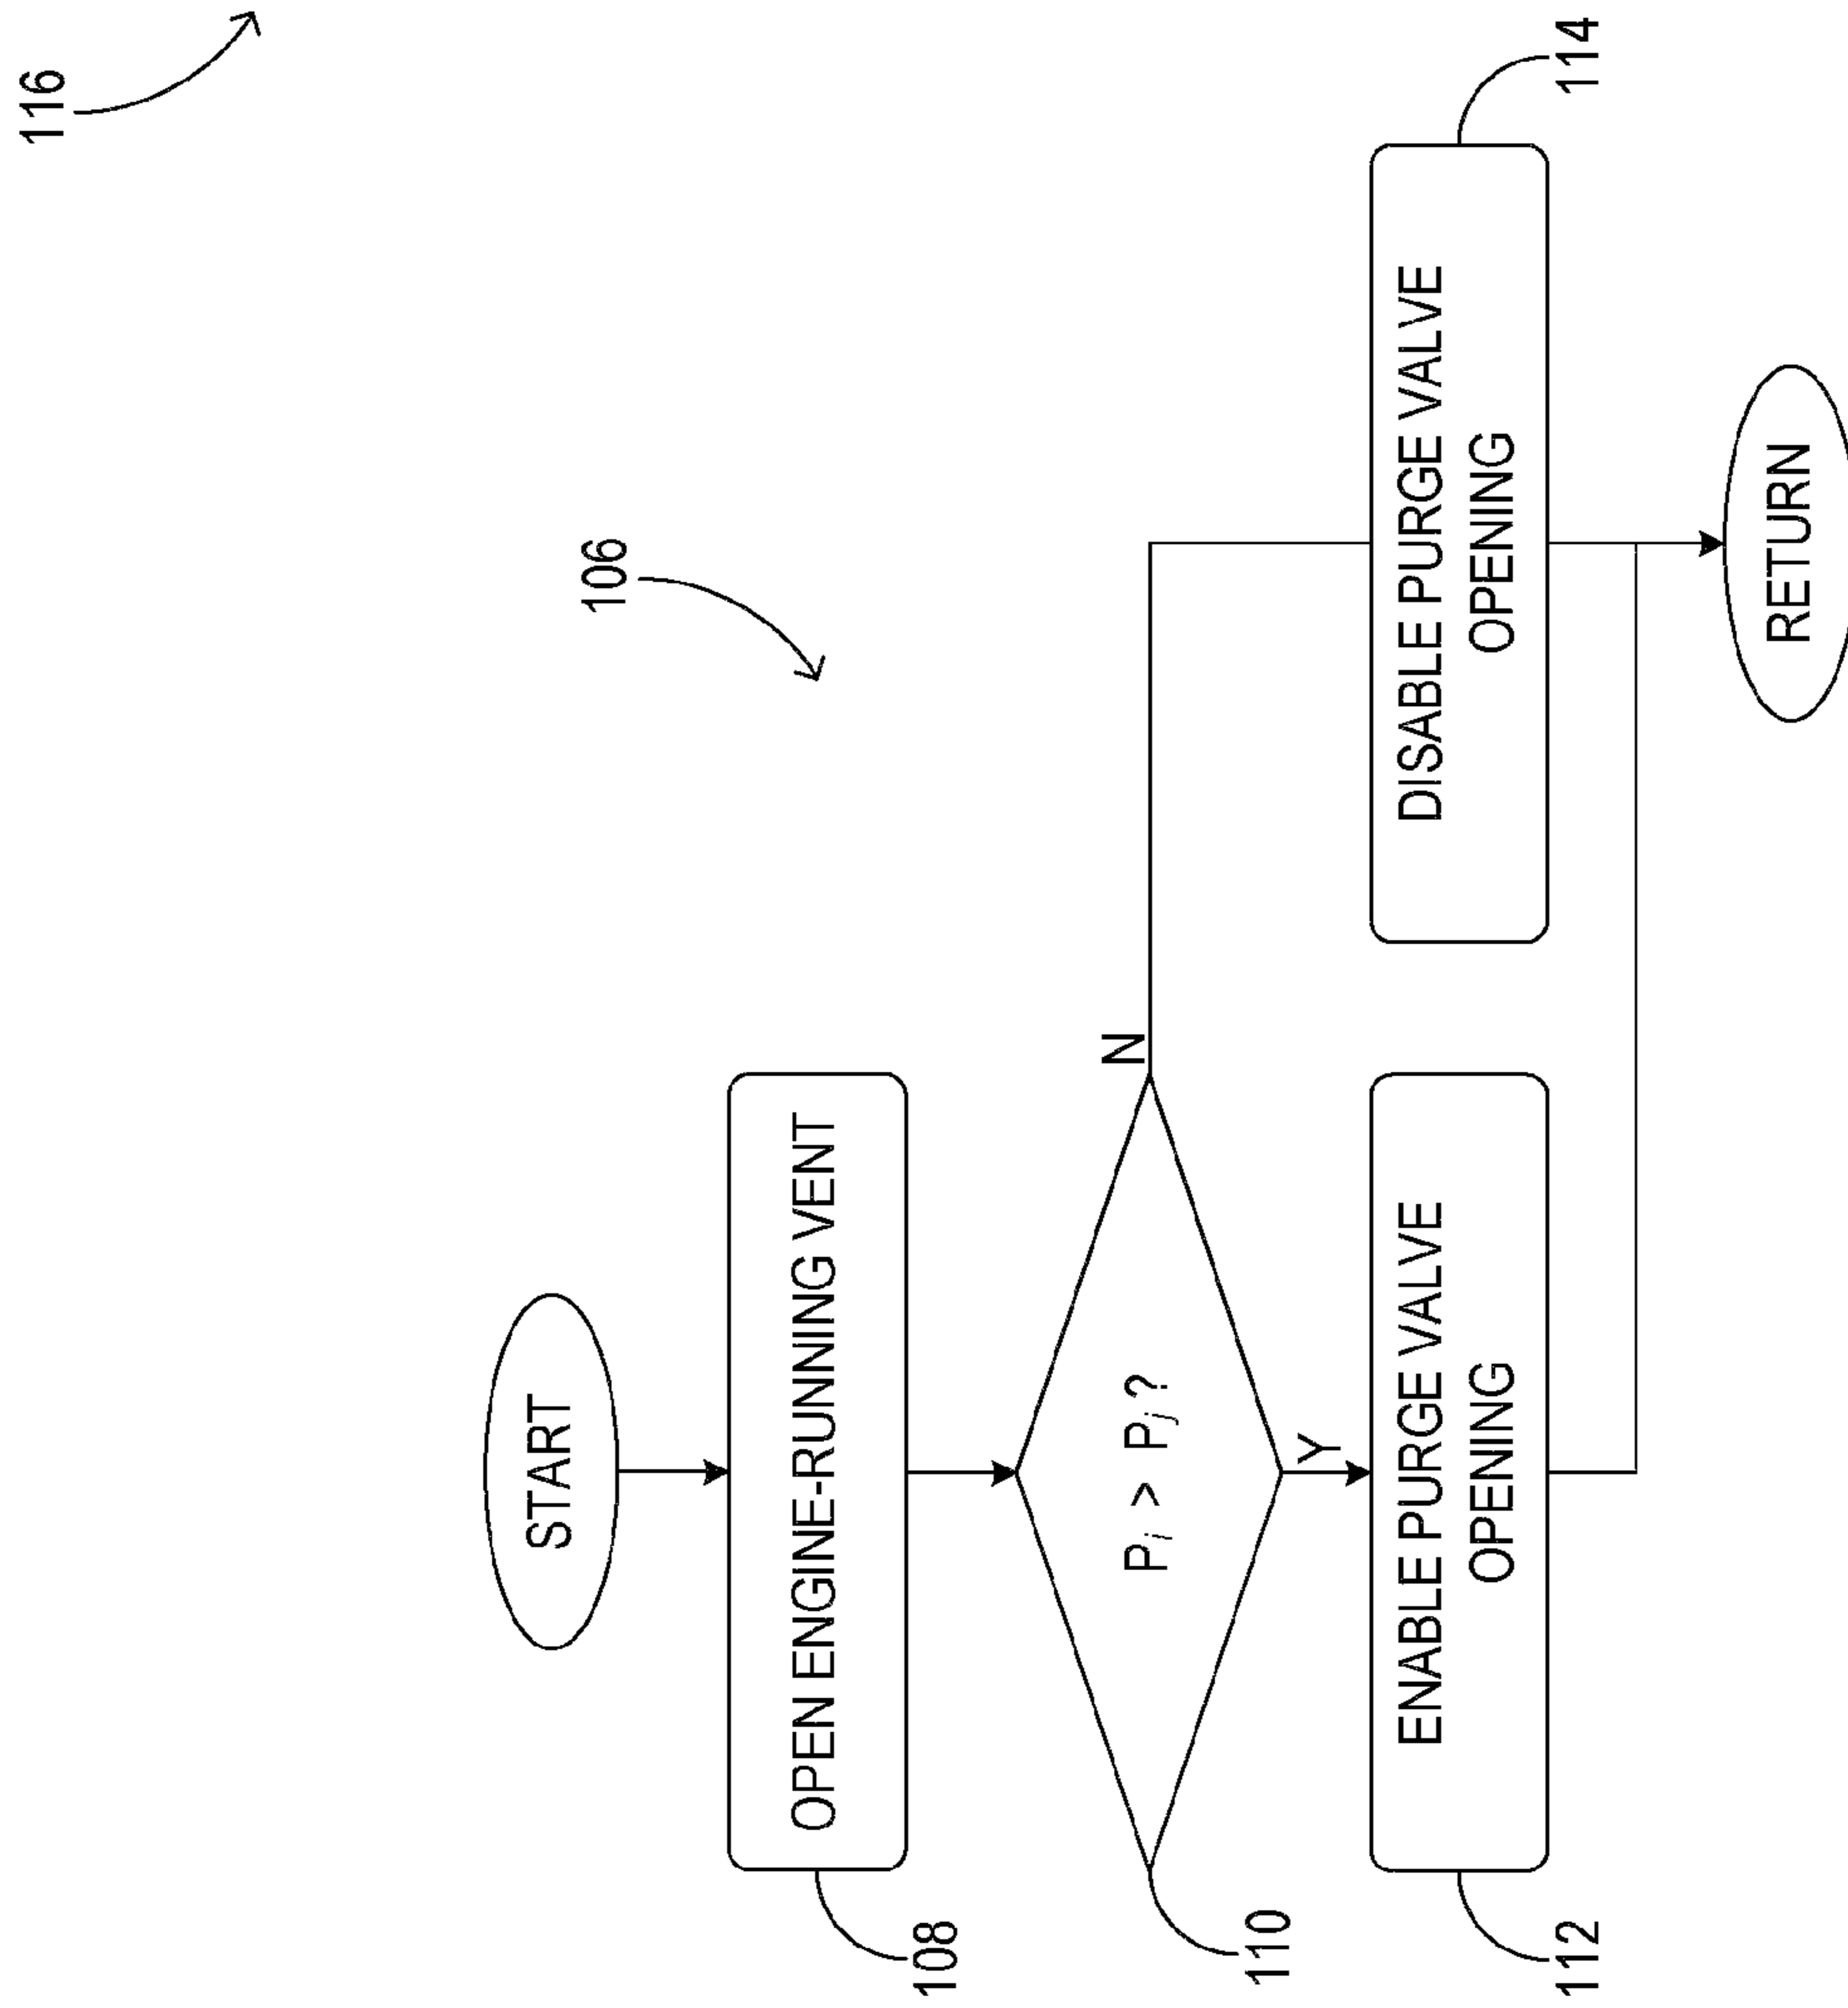 106
START
OPEN ENGINE-RUNNING VENT
108
Pi > Pj?
110
N
Y
ENABLE PURGE VALVE
OPENING
112
DISABLE PURGE VALVE
OPENING
114
RETURN
116